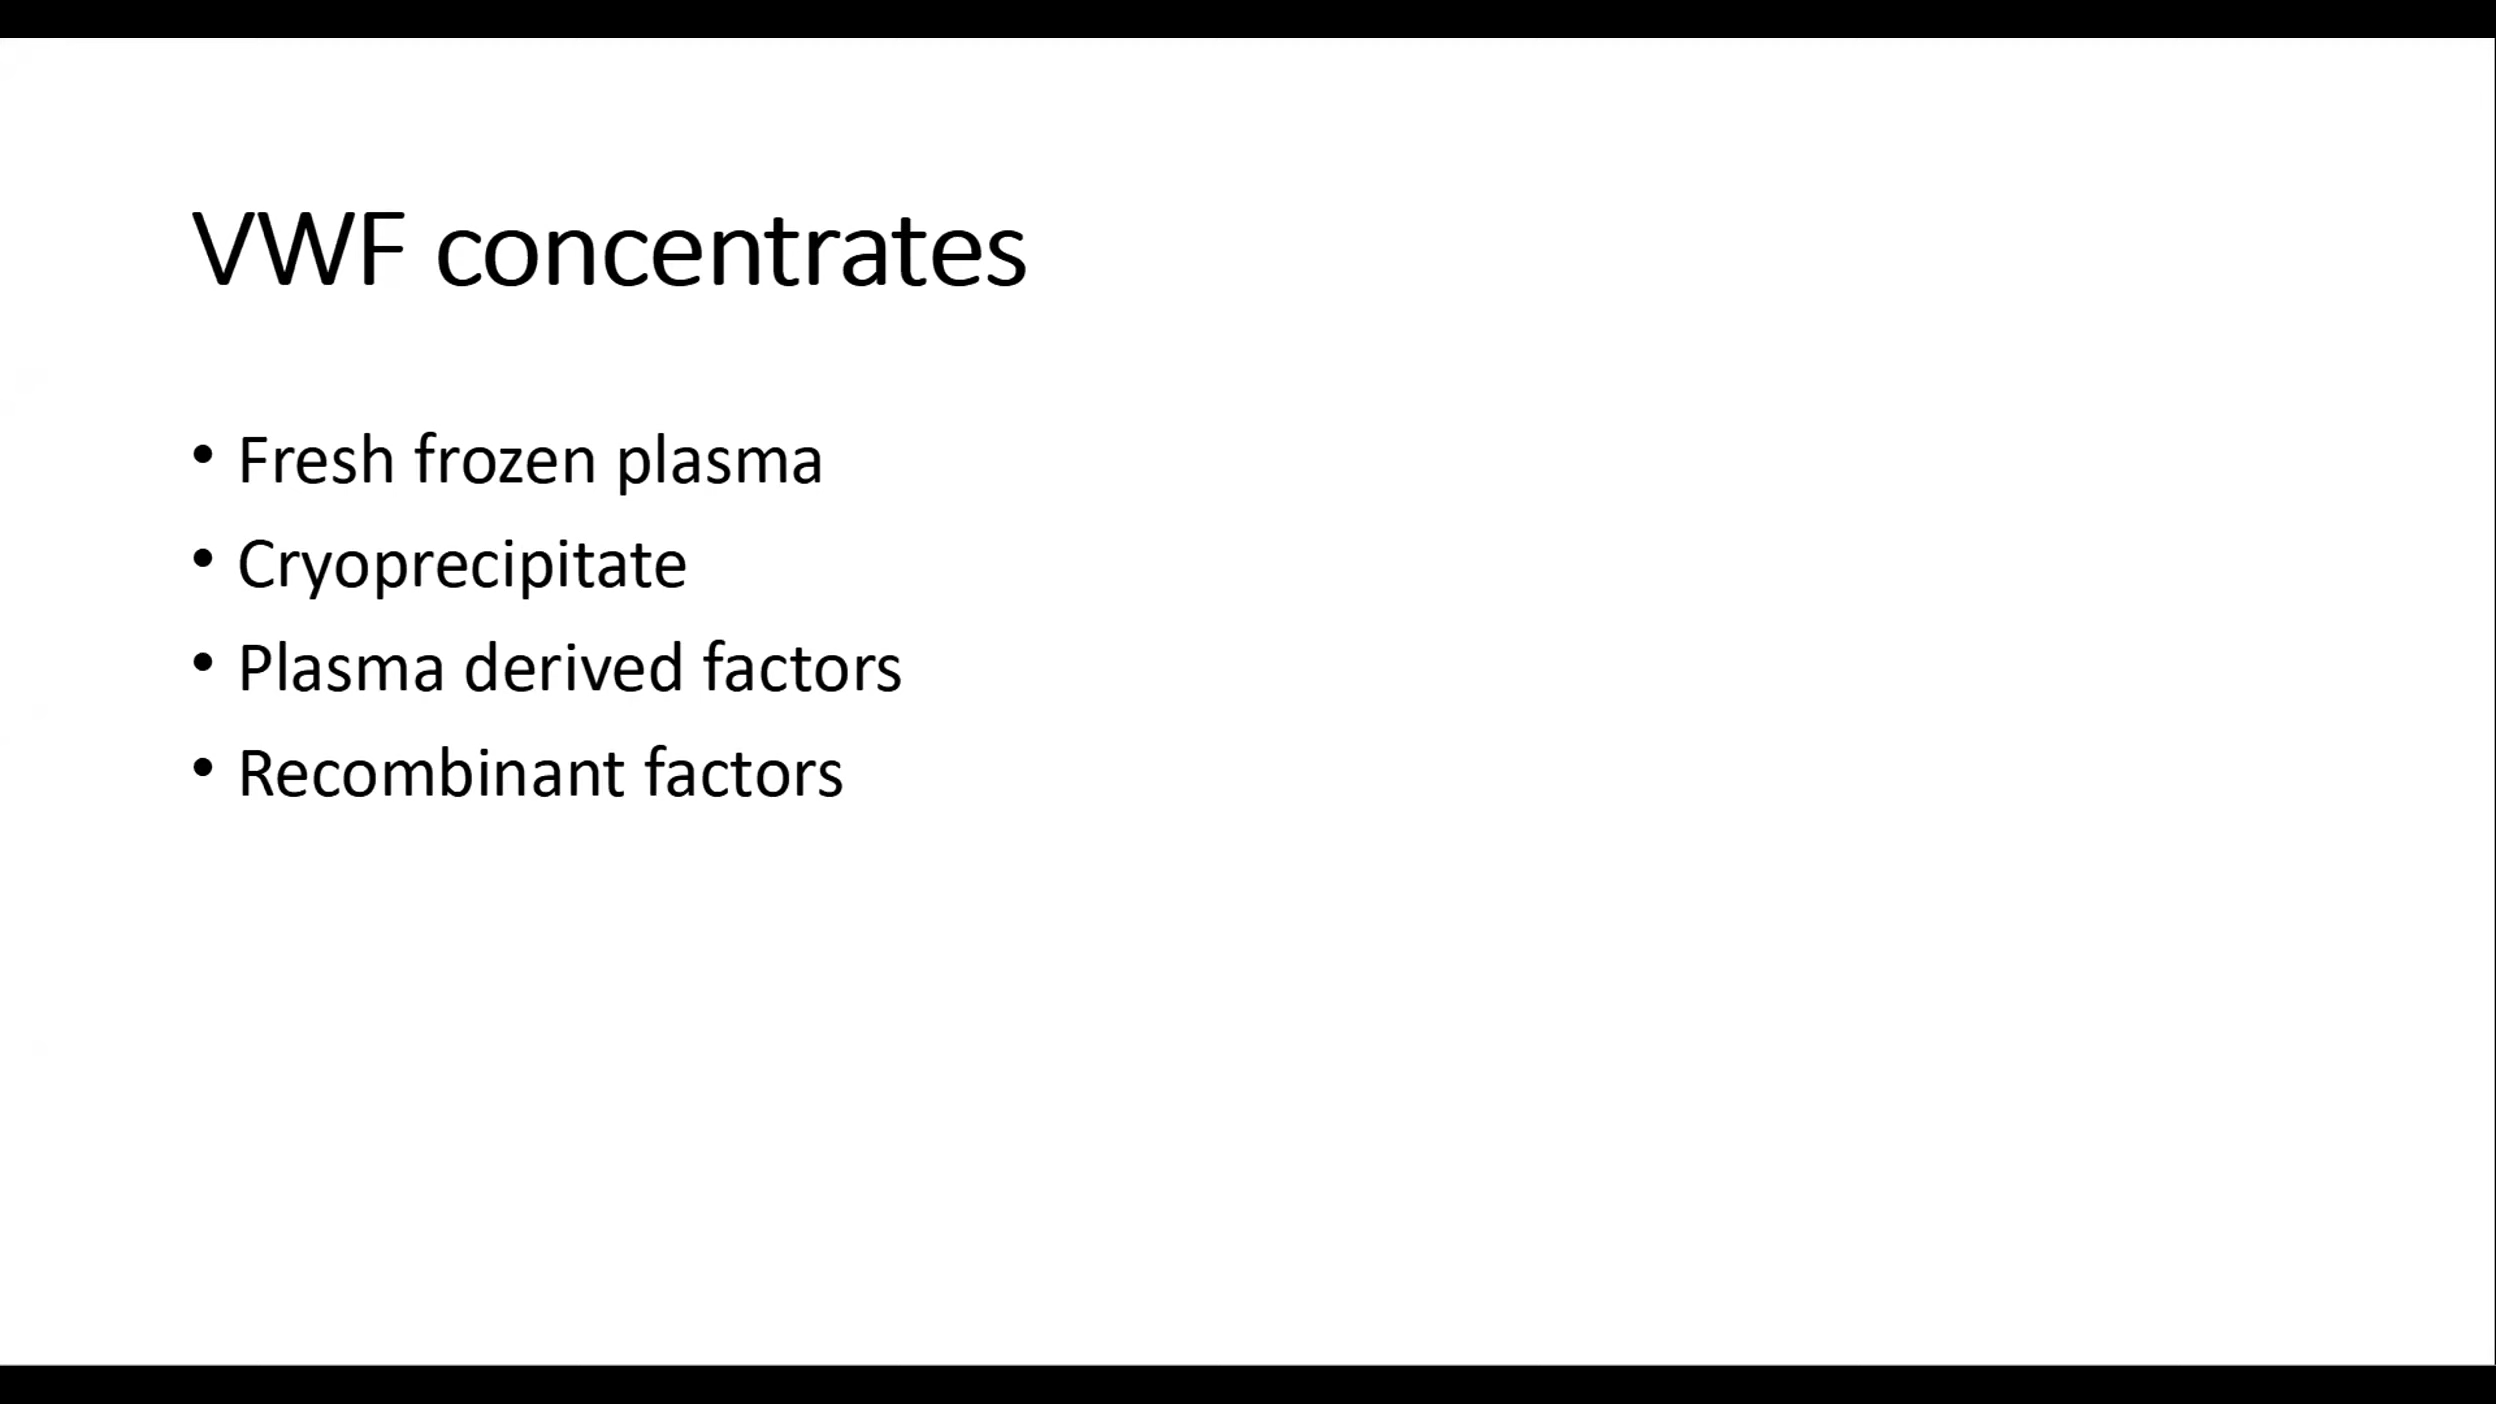 VWF concentrates
• Fresh frozen plasma
• Cryoprecipitate
• Plasma derived factors
• Recombinant factors